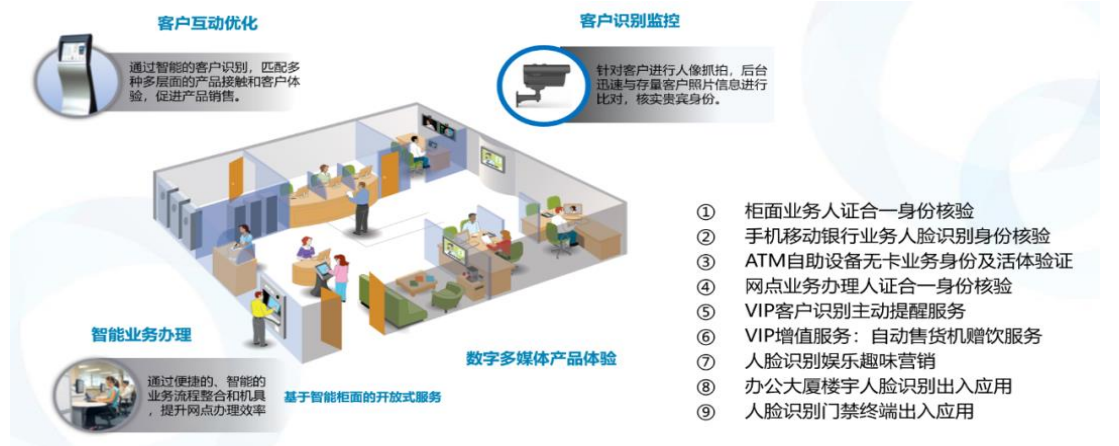 客户互动优化
通过智能的客户识别，匹配多
种多层面的产品接触和客户体
验，促进产品销售。
客户识别监控
针对客户进行人像抓拍，后台
迅速与存量客户照片信息进行
比对，核实贵宾身份。
智能业务办理
通过便捷的、智能的
业务流程整合和机具
，提升网点办理效率
基于智能柜面的开放式服务
数字多媒体产品体验
① 柜面业务人证合一身份核验
② 手机移动银行业务人脸识别身份核验
③ ATM自助设备无卡业务身份及活体验证
④ 网点业务办理人证合一身份核验
⑤ VIP客户识别主动提醒服务
⑥ VIP增值服务：自动售货机赠饮服务
⑦ 人脸识别娱乐趣味营销
⑧ 办公大厦楼宇人脸识别出入应用
⑨ 人脸识别门禁终端出入应用